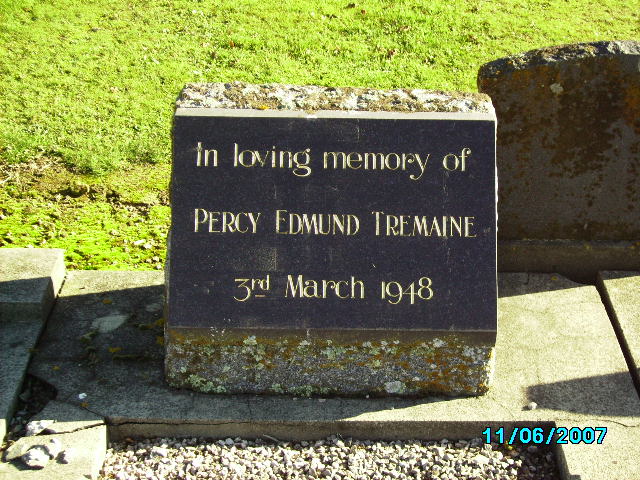 In loving memory of
PERCY EDMUND TREMAINE
3rd March 1948
11/06/2007